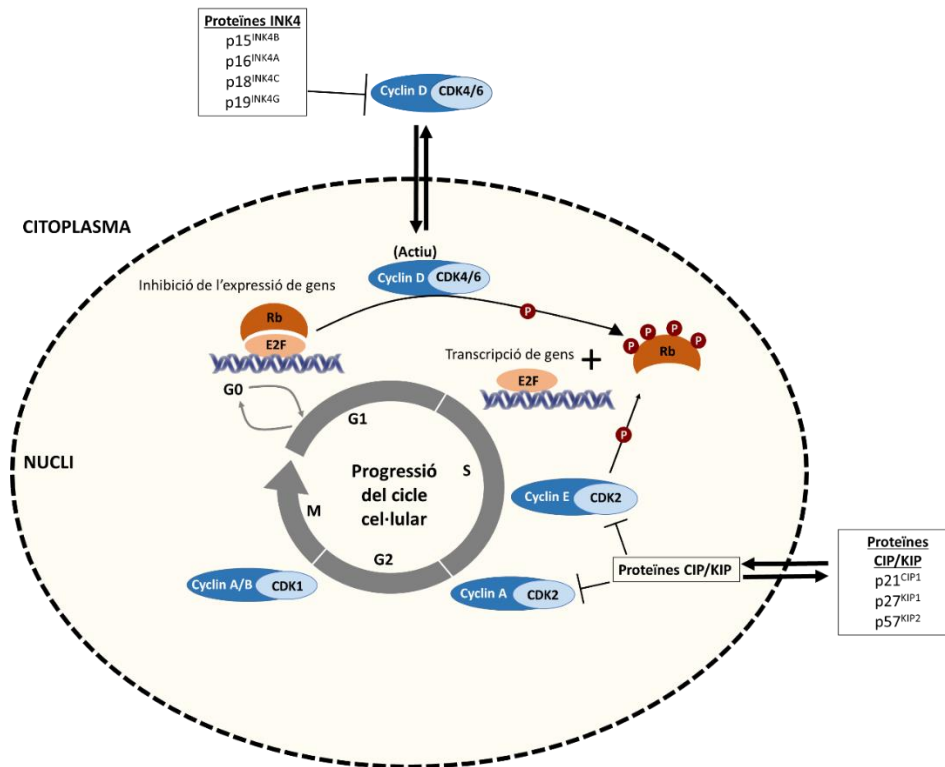 Proteïnes INK4
p15INK4B
p16INK4A
p18INK4C
p19INK4G
Cyclin D
CDK4/6
CITOPLASMA
(Actiu)
Cyclin D
CDK4/6
Inhibició de l'expressió de gens
Rb
E2F
P
P
P
P
P
Rb
Transcripció de gens
+
E2F
G0
G1
P
NUCLI
Progressió
del cicle
cel·lular
S
M
G2
Cyclin E
CDK2
Cyclin A/B
CDK1
Cyclin A
CDK2
Proteïnes CIP/KIP
Proteïnes
CIP/KIP
p21CIP1
p27KIP1
p57KIP2